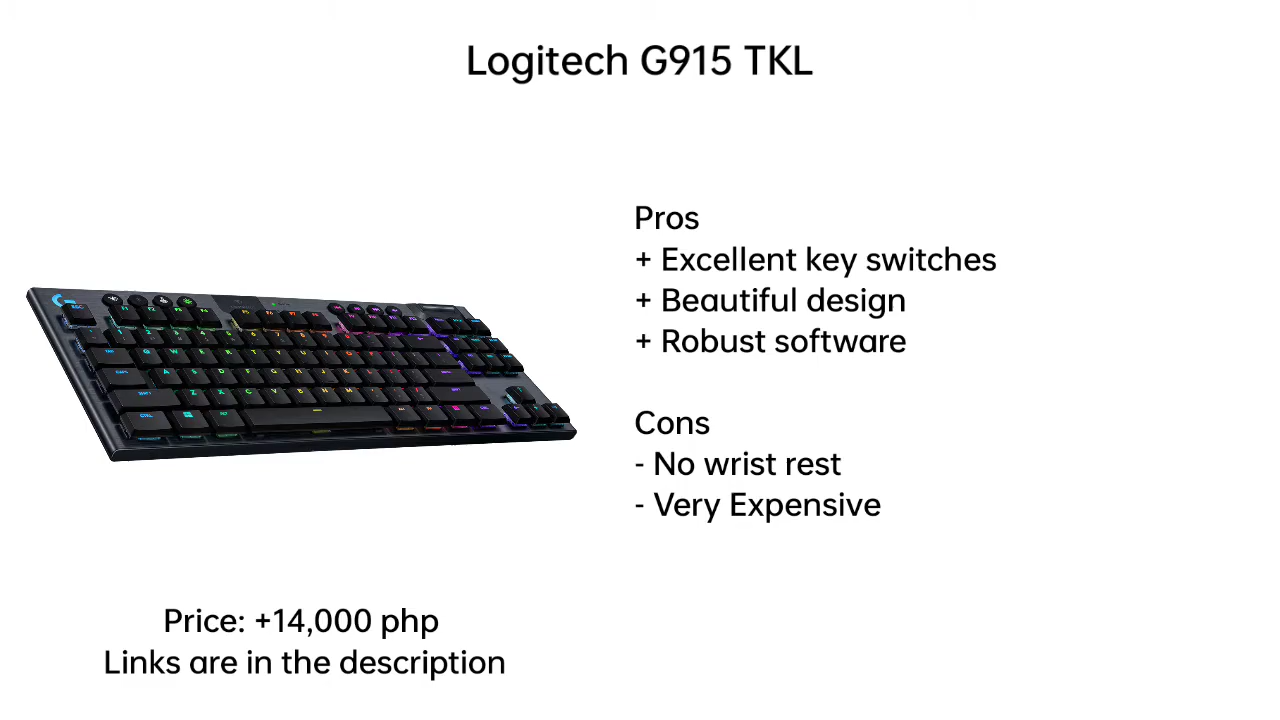 Logitech G915 TKL
Pros
+ Excellent key switches
+ Beautiful design
+ Robust software
Cons
- No wrist rest
- Very Expensive
Price: +14,000 php
Links are in the description